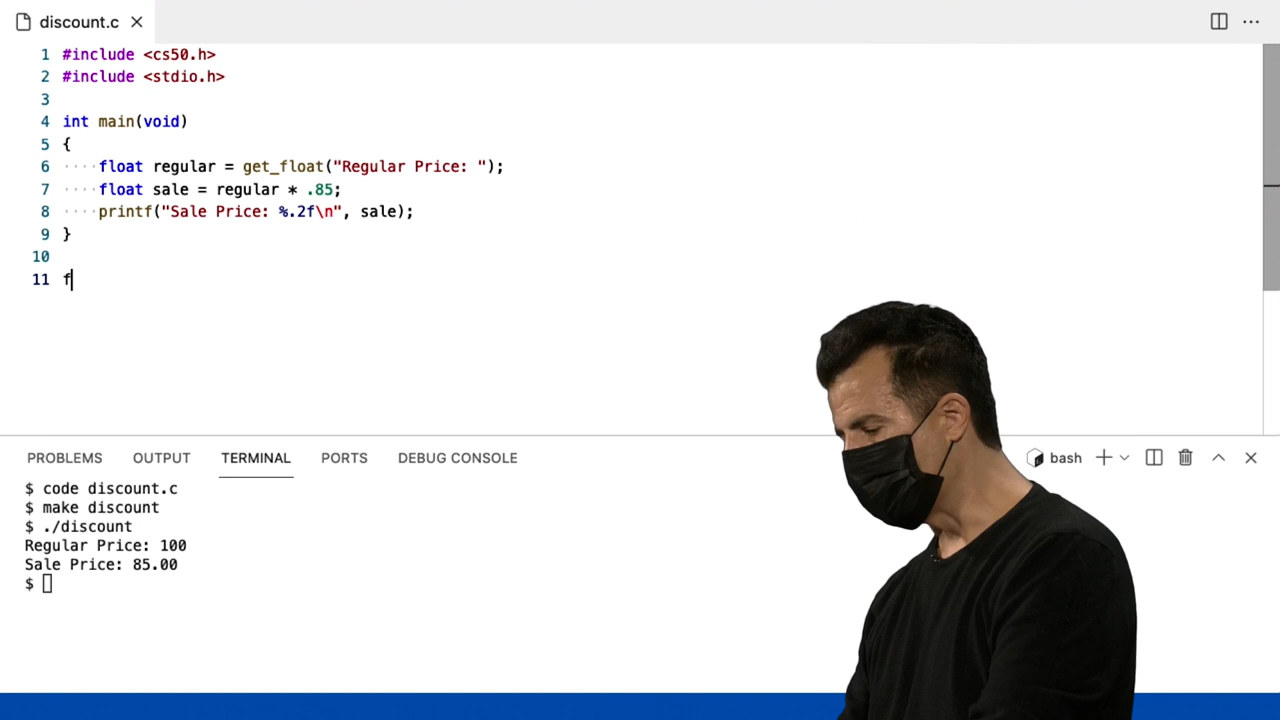 discount.c
1 #include <cs50.h>
2 #include <stdio.h>
3
4 int main(void)
5 {
6 ····float regular = get_float("Regular Price: ");
7 ····float sale = regular * .85;
8 ····printf("Sale Price: %.2f\n", sale);
9 }
10
11 f
PROBLEMS OUTPUT TERMINAL PORTS DEBUG CONSOLE bash
$ code discount.c
$ make discount
$ ./discount
Regular Price: 100
Sale Price: 85.00
$